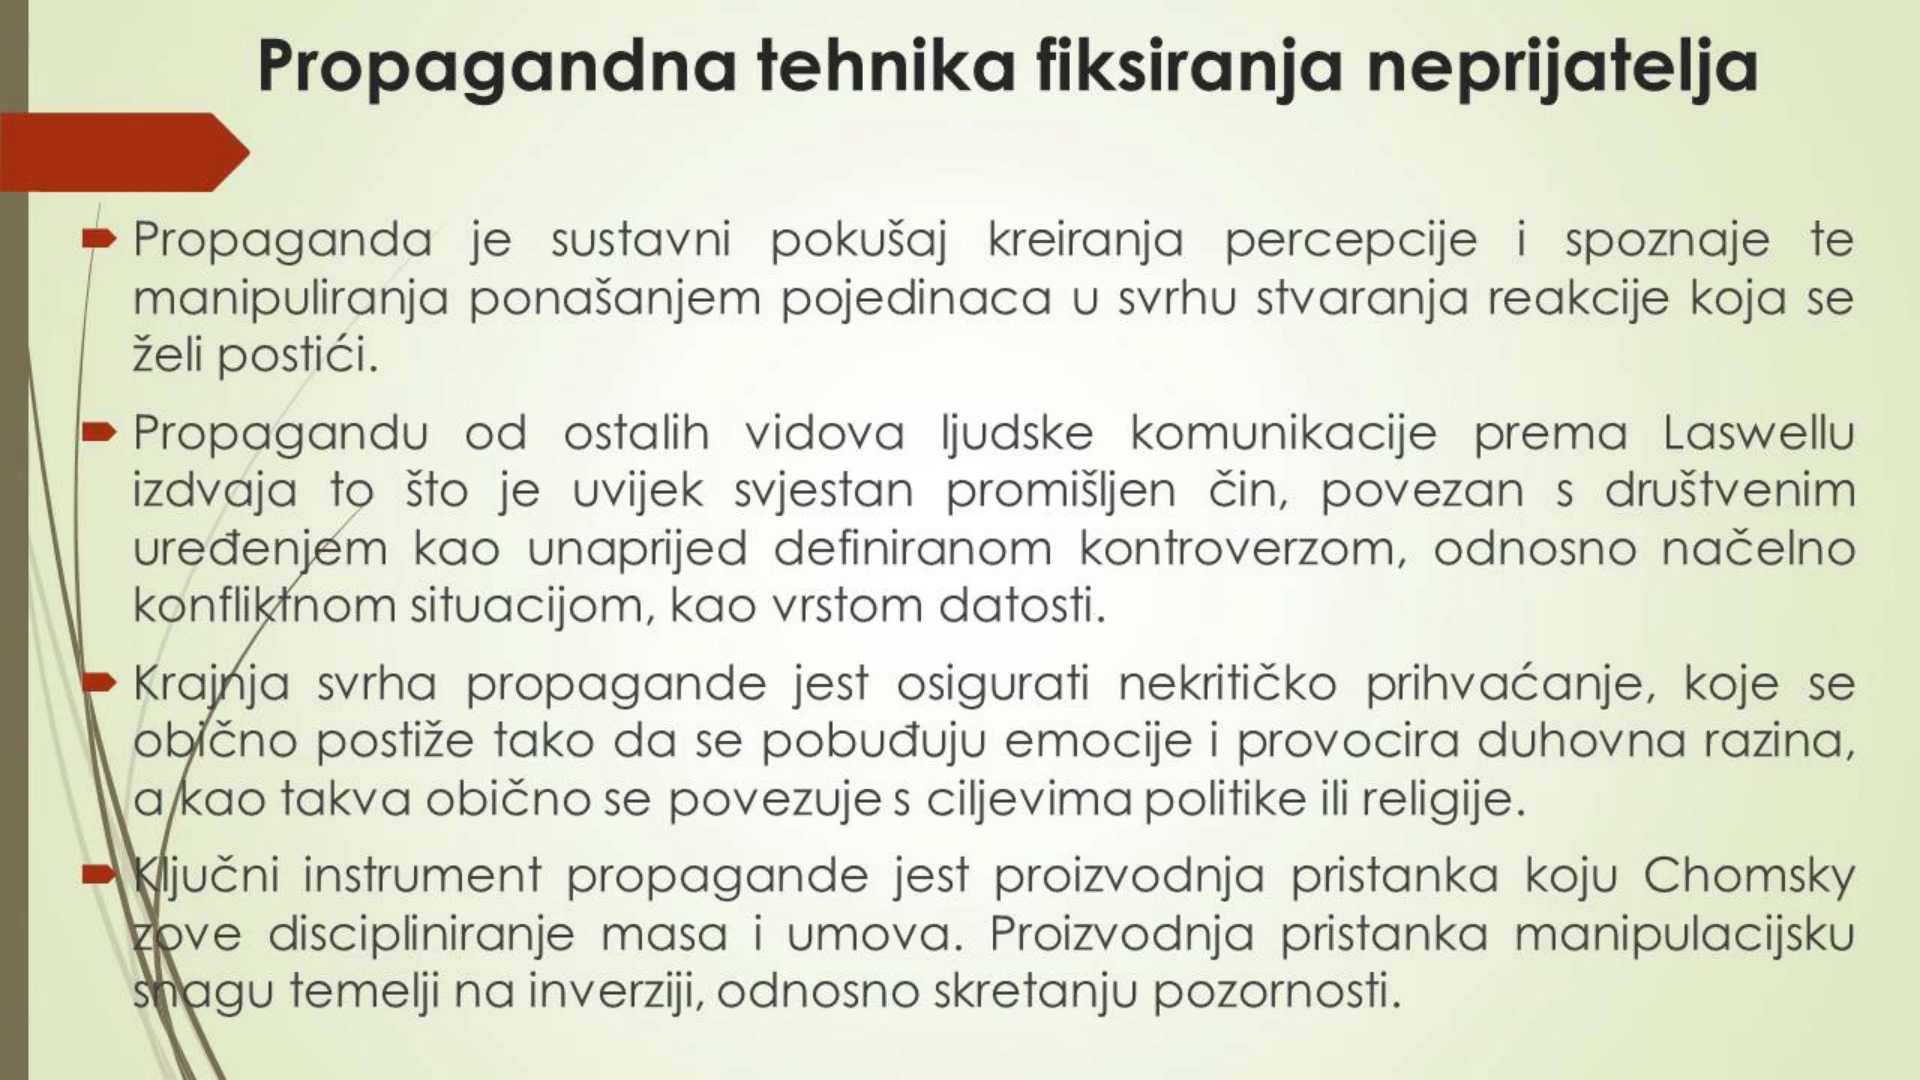 Propagandna tehnika fiksiranja neprijatelja
Propaganda je sustavni pokušaj kreiranja percepcije i spoznaje te
manipuliranja ponašanjem pojedinaca u svrhu stvaranja reakcije koja se
želi postići.
Propagandu od ostalih vidova ljudske komunikacije prema Laswellu
izdvaja to što je uvijek svjestan promišljen čin, povezan s društvenim
uređenjem kao unaprijed definiranom kontroverzom, odnosno načelno
konfliktnom situacijom, kao vrstom datosti.
Krajnja svrha propagande jest osigurati nekritičko prihvaćanje, koje se
obično postiže tako da se pobuđuju emocije i provocira duhovna razina,
a kao takva obično se povezuje s ciljevima politike ili religije.
Ključni instrument propagande jest proizvodnja pristanka koju Chomsky
zove discipliniranje masa i umova. Proizvodnja pristanka manipulacijsku
snagu temelji na inverziji, odnosno skretanju pozornosti.